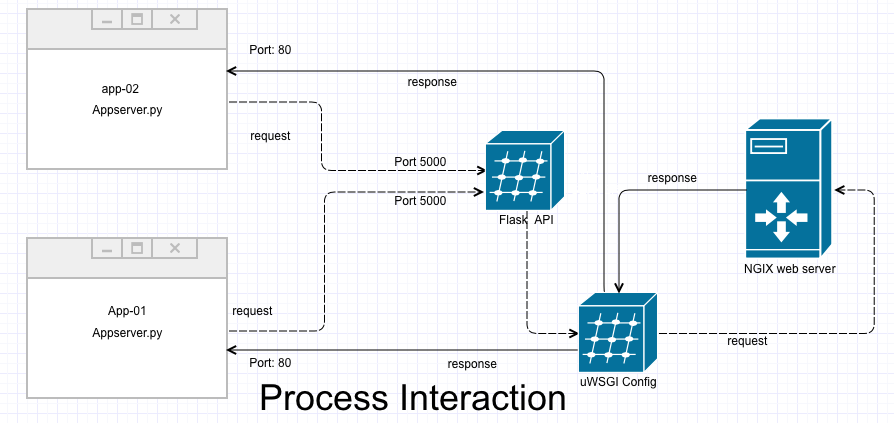 Port: 80
app-02
Appserver.py
response
request
Port 5000
Port 5000
Flask API
response
NGIX web server
App-01
Appserver.py
request
Port: 80
response
request
uWSGI Config
Process Interaction